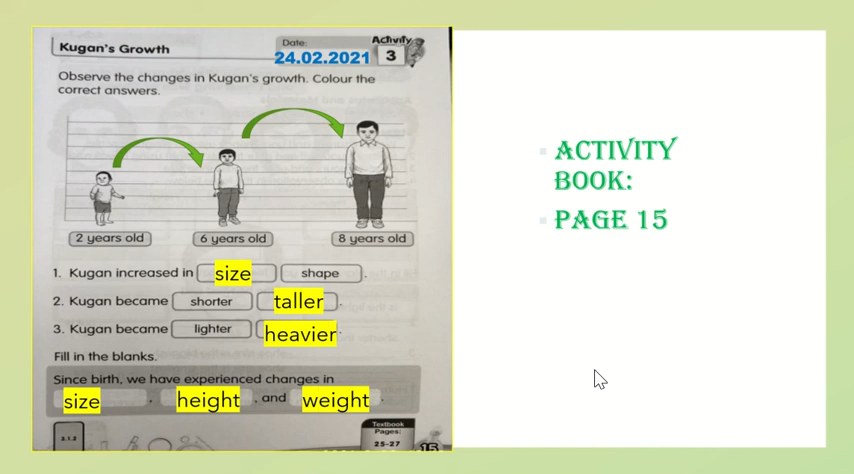 Kugan's Growth
Date:
24.02.2021
Activity
3
Observe the changes in Kugan's growth. Colour the
correct answers.
2 years old
6 years old
8 years old
1. Kugan increased in size shape .
2. Kugan became shorter taller .
3. Kugan became lighter heavier .
Fill in the blanks.
Since birth, we have experienced changes in
size , height , and weight .
3.1.2
Textbook
Pages:
25-27
15
ACTIVITY
BOOK:
PAGE 15